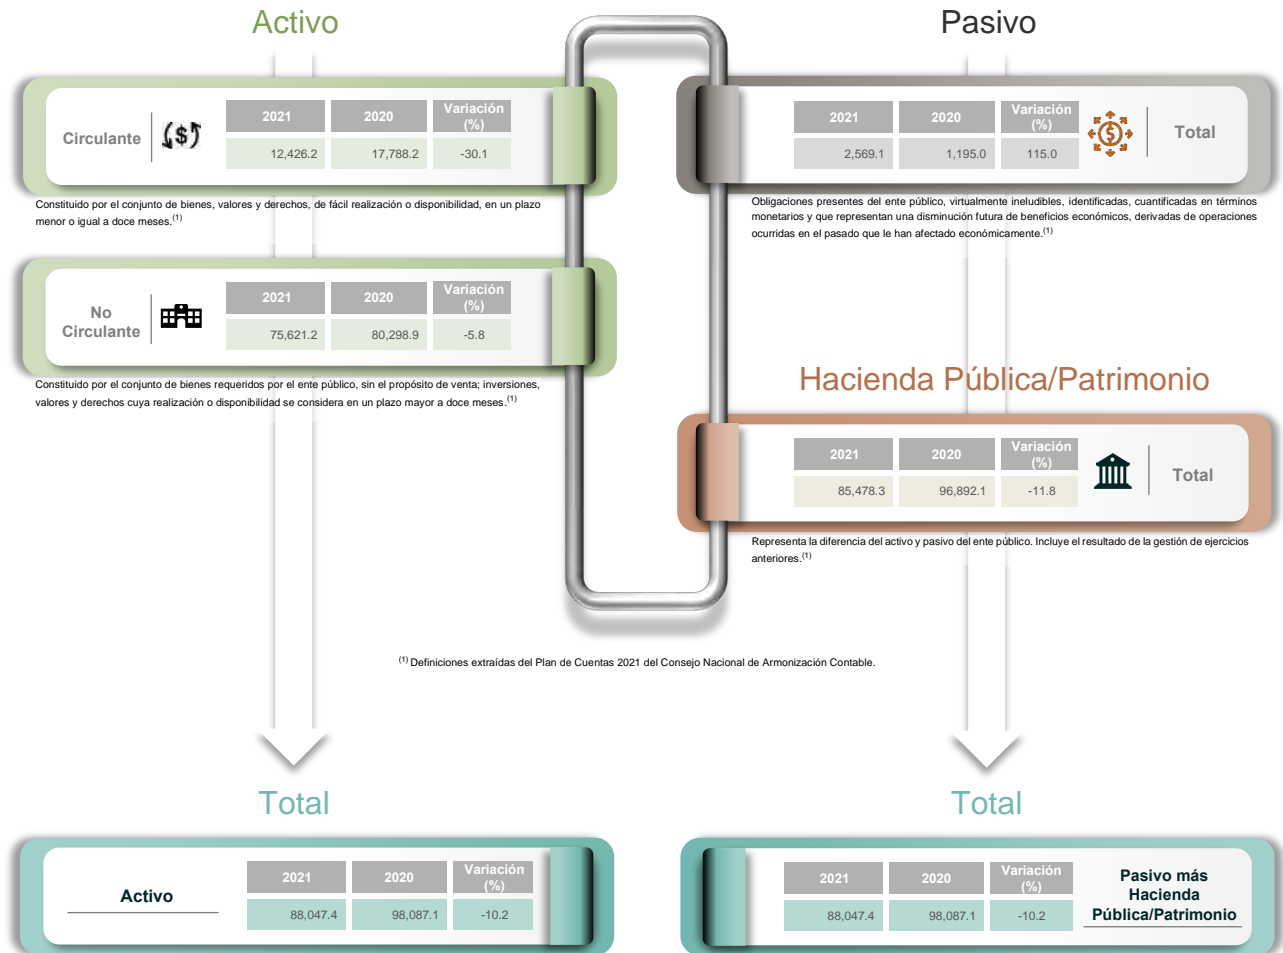 Activo
Circulante
($)
2021 2020 Variación (%)
12,426.2 17,788.2 -30.1
Constituido por el conjunto de bienes, valores y derechos, de fácil realización o disponibilidad, en un plazo
menor o igual a doce meses.(1)
No
Circulante
2021 2020 Variación (%)
75,621.2 80,298.9 -5.8
Constituido por el conjunto de bienes requeridos por el ente público, sin el propósito de venta; inversiones,
valores y derechos cuya realización o disponibilidad se considera en un plazo mayor a doce meses.(1)
Pasivo
2021 2020 Variación (%)
2,569.1 1,195.0 115.0
$
Total
Obligaciones presentes del ente público, virtualmente ineludibles, identificadas, cuantificadas en términos
monetarios y que representan una disminución futura de beneficios económicos, derivadas de operaciones
ocurridas en el pasado que le han afectado económicamente.(1)
Hacienda Pública/Patrimonio
2021 2020 Variación (%)
85,478.3 96,892.1 -11.8
Total
Representa la diferencia del activo y pasivo del ente público. Incluye el resultado de la gestión de ejercicios
anteriores.(1)
(1) Definiciones extraídas del Plan de Cuentas 2021 del Consejo Nacional de Armonización Contable.
Total
Activo
2021 2020 Variación (%)
88,047.4 98,087.1 -10.2
Total
2021 2020 Variación (%)
88,047.4 98,087.1 -10.2
Pasivo más
Hacienda
Pública/Patrimonio